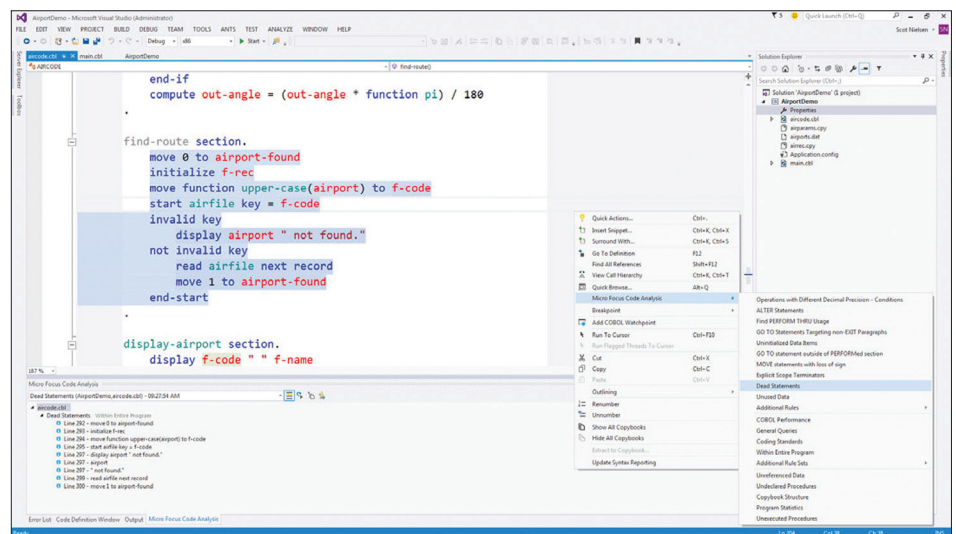 AirportDemo - Microsoft Visual Studio (Administrator)
5
Quick Launch (Ctrl+Q)
FILE EDIT VIEW PROJECT BUILD DEBUG TEAM TOOLS ANTS TEST ANALYZE WINDOW HELP
Scot Nielsen
SN
Debug x86 Start
aircode.cbl main.cbl AirportDemo
AIRCODE
find-route()
Server Explorer
Toolbox
end-if
compute out-angle = (out-angle * function pi) / 180
.
find-route section.
move 0 to airport-found
initialize f-rec
move function upper-case(airport) to f-code
start airfile key = f-code
invalid key
display airport " not found."
not invalid key
read airfile next record
move 1 to airport-found
end-start
.
display-airport section.
display f-code " " f-name
187 %
Solution Explorer
Search Solution Explorer (Ctrl+;)
Solution 'AirportDemo' (1 project)
AirportDemo
Properties
aircode.cbl
airparams.cpy
airports.dat
airrec.cpy
Application.config
main.cbl
Properties
Quick Actions... Ctrl+.
Insert Snippet... Ctrl+K, Ctrl+X
Surround With... Ctrl+K, Ctrl+S
Go To Definition F12
Find All References Shift+F12
View Call Hierarchy Ctrl+K, Ctrl+T
Quick Browse... Alt+Q
Micro Focus Code Analysis
Breakpoint
Add COBOL Watchpoint
Run To Cursor Ctrl+F10
Run Flagged Threads To Cursor
Cut Ctrl+X
Copy Ctrl+C
Paste Ctrl+V
Outlining
Renumber
Unnumber
Show All Copybooks
Hide All Copybooks
Extract to Copybook...
Update Syntax Reporting
Operations with Different Decimal Precision - Conditions
ALTER Statements
Find PERFORM THRU Usage
GO TO Statements Targeting non-EXIT Paragraphs
Uninitialized Data Items
GO TO statement outside of PERFORMed section
MOVE statements with loss of sign
Explicit Scope Terminators
Dead Statements
Unused Data
Additional Rules
COBOL Performance
General Queries
Coding Standards
Within Entire Program
Additional Rule Sets
Unreferenced Data
Undeclared Procedures
Copybook Structure
Program Statistics
Unexecuted Procedures
Micro Focus Code Analysis
Dead Statements (AirportDemo,aircode.cbl) - 09:27:34 AM
aircode.cbl
Dead Statements Within Entire Program
Line 292 - move 0 to airport-found
Line 293 - initialize f-rec
Line 294 - move function upper-case(airport) to f-code
Line 295 - start airfile key = f-code
Line 297 - display airport " not found."
Line 297 - airport
Line 297 - " not found."
Line 299 - read airfile next record
Line 300 - move 1 to airport-found
Error List Code Definition Window Output Micro Focus Code Analysis
Ready
INS